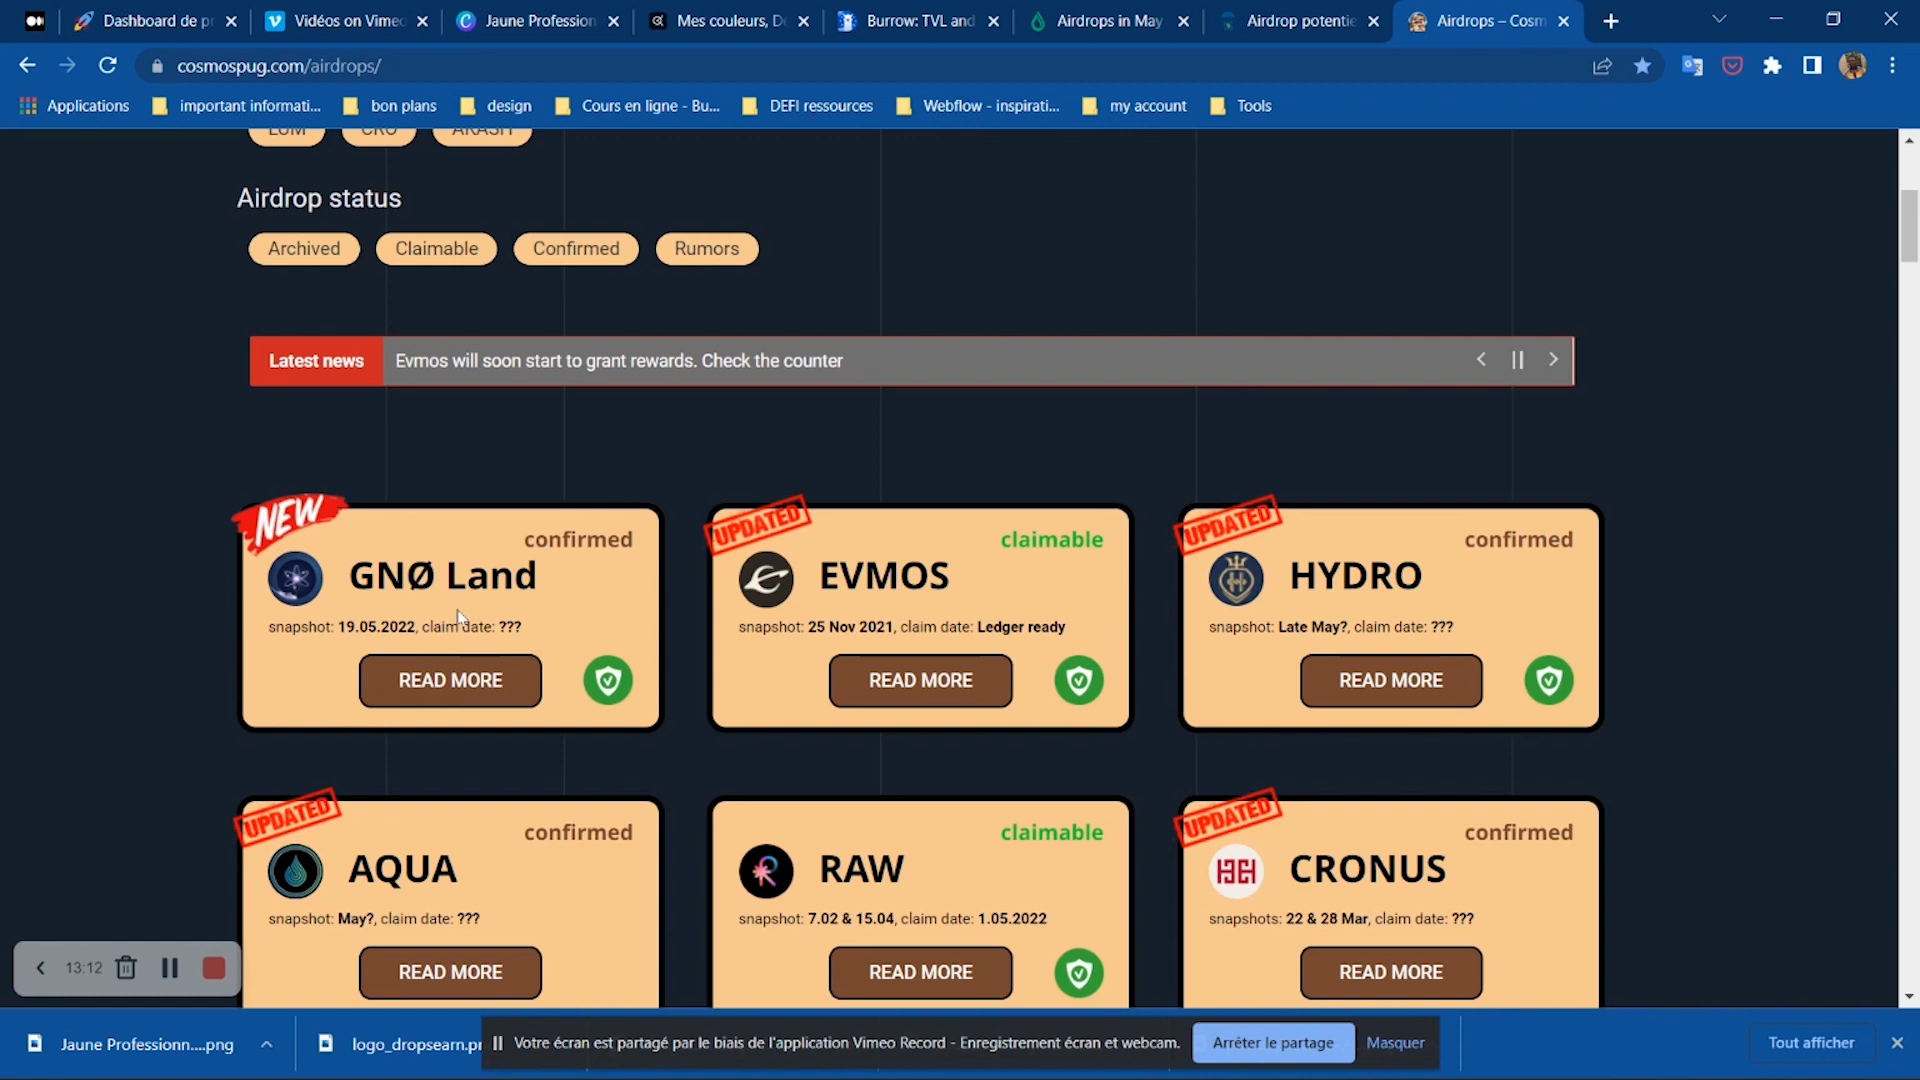 Dashboard de pr
Vidéos on Vimeo
Jaune Profession
Mes couleurs, De
Burrow: TVL and
Airdrops in May
Airdrop potentie
Airdrops – Cosm
cosmospug.com/airdrops/
Applications
important informati...
bon plans
design
Cours en ligne - Bu...
DEFI ressources
Webflow - inspirati...
my account
Tools
LUM
CRO
AKASH
Airdrop status
Archived
Claimable
Confirmed
Rumors
Latest news
Evmos will soon start to grant rewards. Check the counter
NEW
confirmed
GNØ Land
snapshot: 19.05.2022, claim date: ???
READ MORE
UPDATED
claimable
EVMOS
snapshot: 25 Nov 2021, claim date: Ledger ready
READ MORE
UPDATED
confirmed
HYDRO
snapshot: Late May?, claim date: ???
READ MORE
UPDATED
confirmed
AQUA
snapshot: May?, claim date: ???
READ MORE
claimable
RAW
snapshot: 7.02 & 15.04, claim date: 1.05.2022
READ MORE
UPDATED
confirmed
CRONUS
snapshots: 22 & 28 Mar, claim date: ???
READ MORE
13:12
Jaune Professionn....png
logo_dropsearn.pn
Votre écran est partagé par le biais de l'application Vimeo Record - Enregistrement écran et webcam.
Arrêter le partage
Masquer
Tout afficher